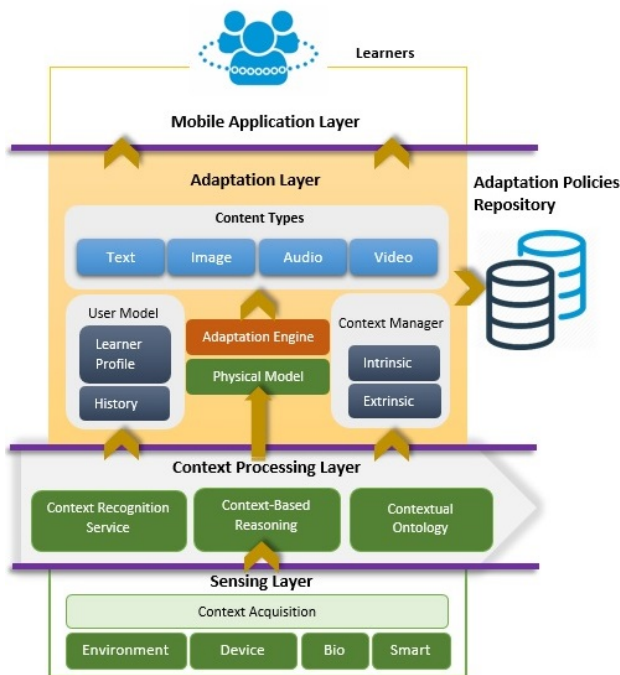 Learners
Mobile Application Layer
Adaptation Layer
Adaptation Policies
Repository
Content Types
Text
Image
Audio
Video
User Model
Learner
Profile
History
Adaptation Engine
Physical Model
Context Manager
Intrinsic
Extrinsic
Context Processing Layer
Context Recognition
Service
Context-Based
Reasoning
Contextual
Ontology
Sensing Layer
Context Acquisition
Environment
Device
Bio
Smart